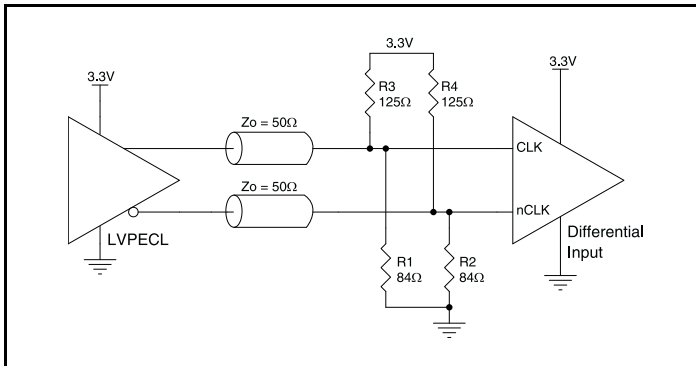 3.3V
3.3V
3.3V
R3
125Ω
R4
125Ω
Zo = 50Ω
CLK
Zo = 50Ω
nCLK
LVPECL
Differential
Input
R1
84Ω
R2
84Ω